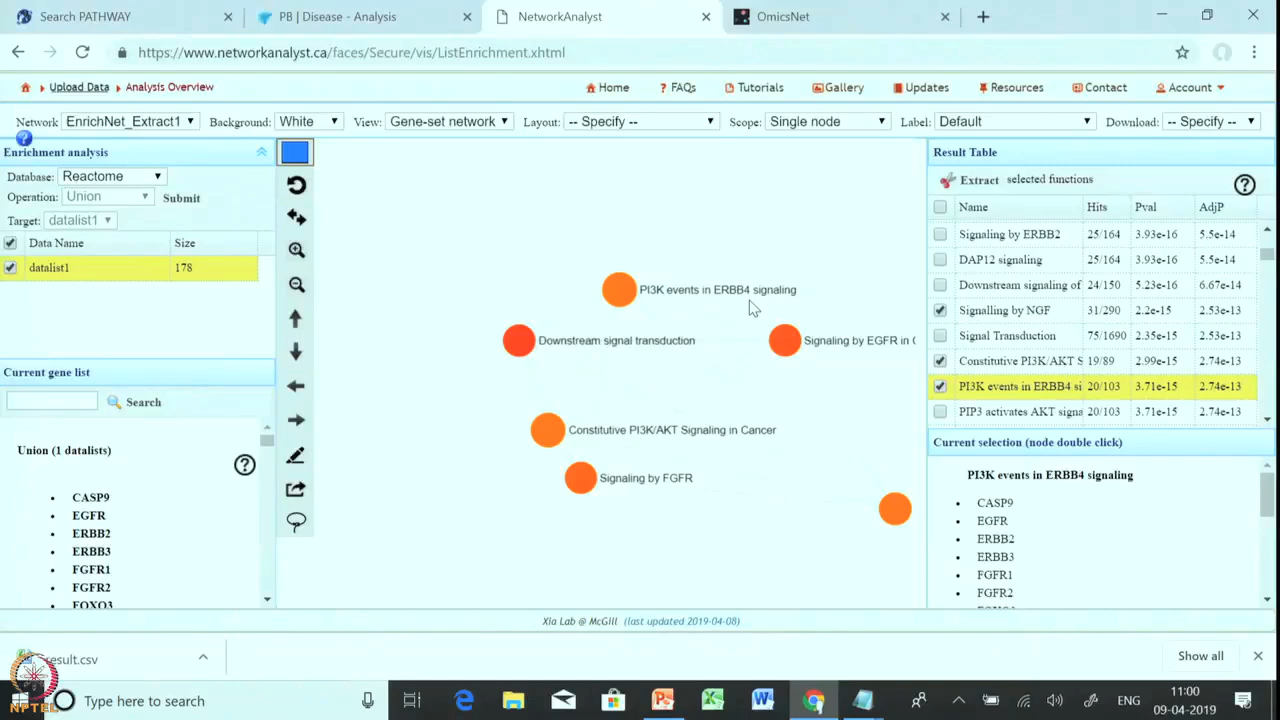 Search PATHWAY
PB | Disease - Analysis
NetworkAnalyst
OmicsNet
https://www.networkanalyst.ca/faces/Secure/vis/ListEnrichment.xhtml
Upload Data
Analysis Overview
Home
? FAQs
Tutorials
Gallery
Updates
Resources
Contact
Account
Network EnrichNet_Extract1
Background: White
View: Gene-set network
Layout: -- Specify --
Scope: Single node
Label: Default
Download: -- Specify --
Enrichment analysis
Database: Reactome
Operation: Union
Submit
Target: datalist1
Data Name Size
datalist1 178
Current gene list
Search
Union (1 datalists)
• CASP9
• EGFR
• ERBB2
• ERBB3
• FGFR1
• FGFR2
FOXO3
PI3K events in ERBB4 signaling
Downstream signal transduction
Signaling by EGFR in C
Constitutive PI3K/AKT Signaling in Cancer
Signaling by FGFR
Result Table
Extract selected functions
Name Hits Pval AdjP
Signaling by ERBB2 25/164 3.93e-16 5.5e-14
DAP12 signaling 25/164 3.93e-16 5.5e-14
Downstream signaling of 24/150 5.23e-16 6.67e-14
Signalling by NGF 31/290 2.2e-15 2.53e-13
Signal Transduction 75/1690 2.35e-15 2.53e-13
Constitutive PI3K/AKT S 19/89 2.99e-15 2.74e-13
PI3K events in ERBB4 si 20/103 3.71e-15 2.74e-13
PIP3 activates AKT signa 20/103 3.71e-15 2.74e-13
Current selection (node double click)
PI3K events in ERBB4 signaling
• CASP9
• EGFR
• ERBB2
• ERBB3
• FGFR1
• FGFR2
Xia Lab @ McGill (last updated 2019-04-08)
result.csv
Show all
NPTEL
Type here to search
ENG
11:00
09-04-2019